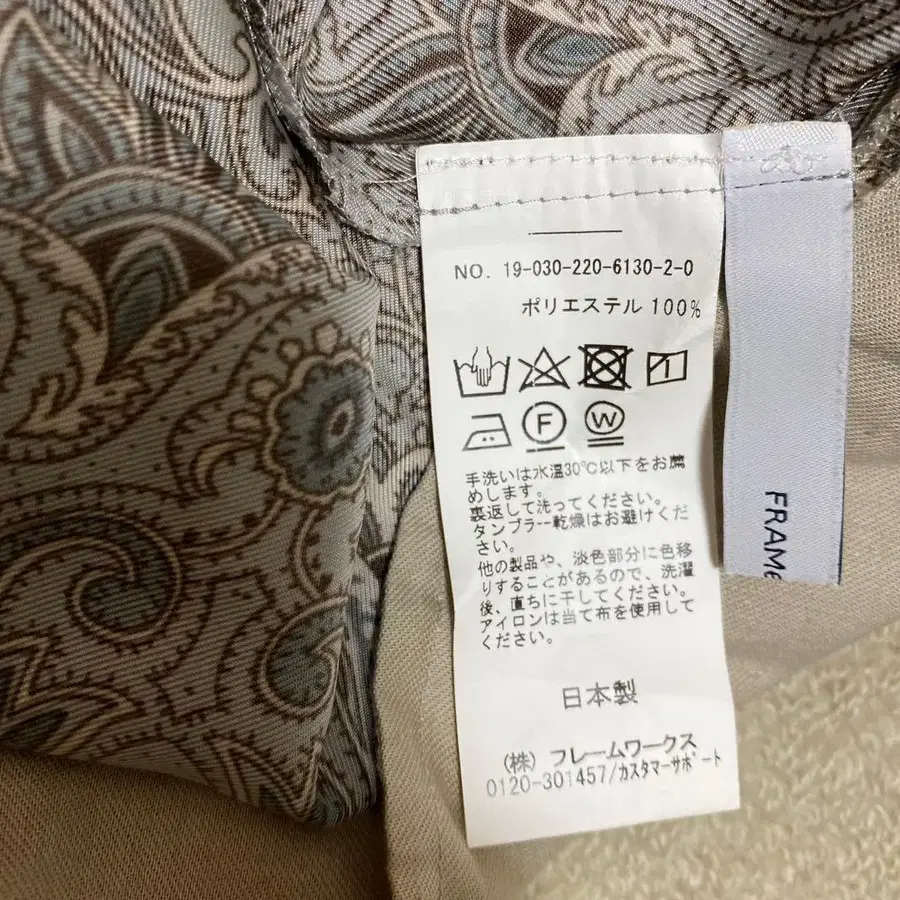 NO. 19-030-220-6130-2-0
ポリエステル 100%
F
W
手洗いは水温30℃以下をお薦
めします。
裏返して洗ってください。
タンブラー乾燥はお避けくだ
さい。
他の製品や、淡色部分に色移
りすることがあるので、洗濯
後、直ちに干してください。
アイロンは当て布を使用して
ください。
日本製
(株) フレームワークス
0120-301457/カスタマーサポート
FRAMe